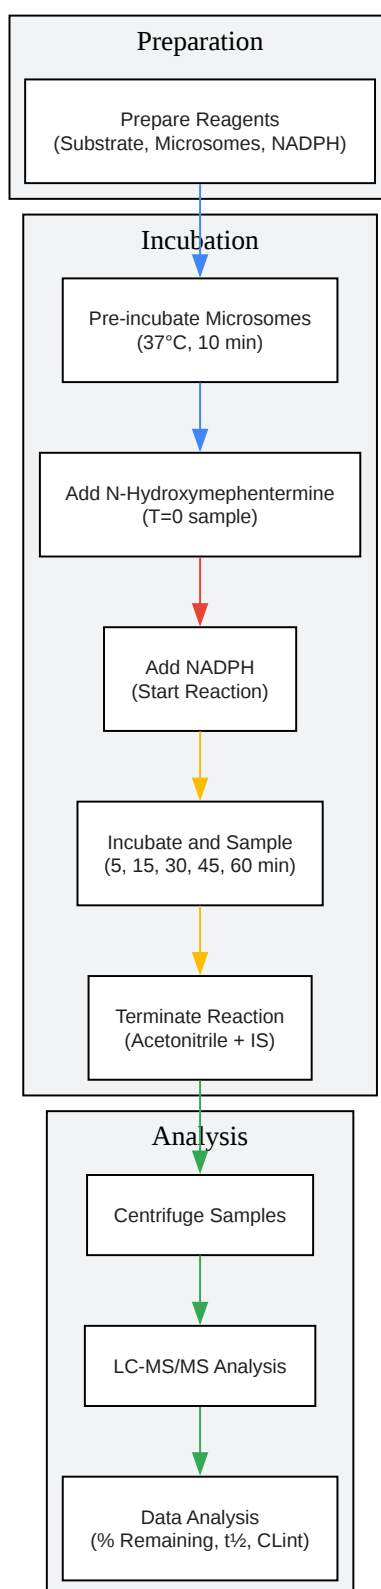 Preparation
Prepare Reagents
(Substrate, Microsomes, NADPH)
Incubation
Pre-incubate Microsomes
(37°C, 10 min)
Add N-Hydroxymephentermine
(T=0 sample)
Add NADPH
(Start Reaction)
Incubate and Sample
(5, 15, 30, 45, 60 min)
Terminate Reaction
(Acetonitrile + IS)
Analysis
Centrifuge Samples
LC-MS/MS Analysis
Data Analysis
(% Remaining, t½, CLint)